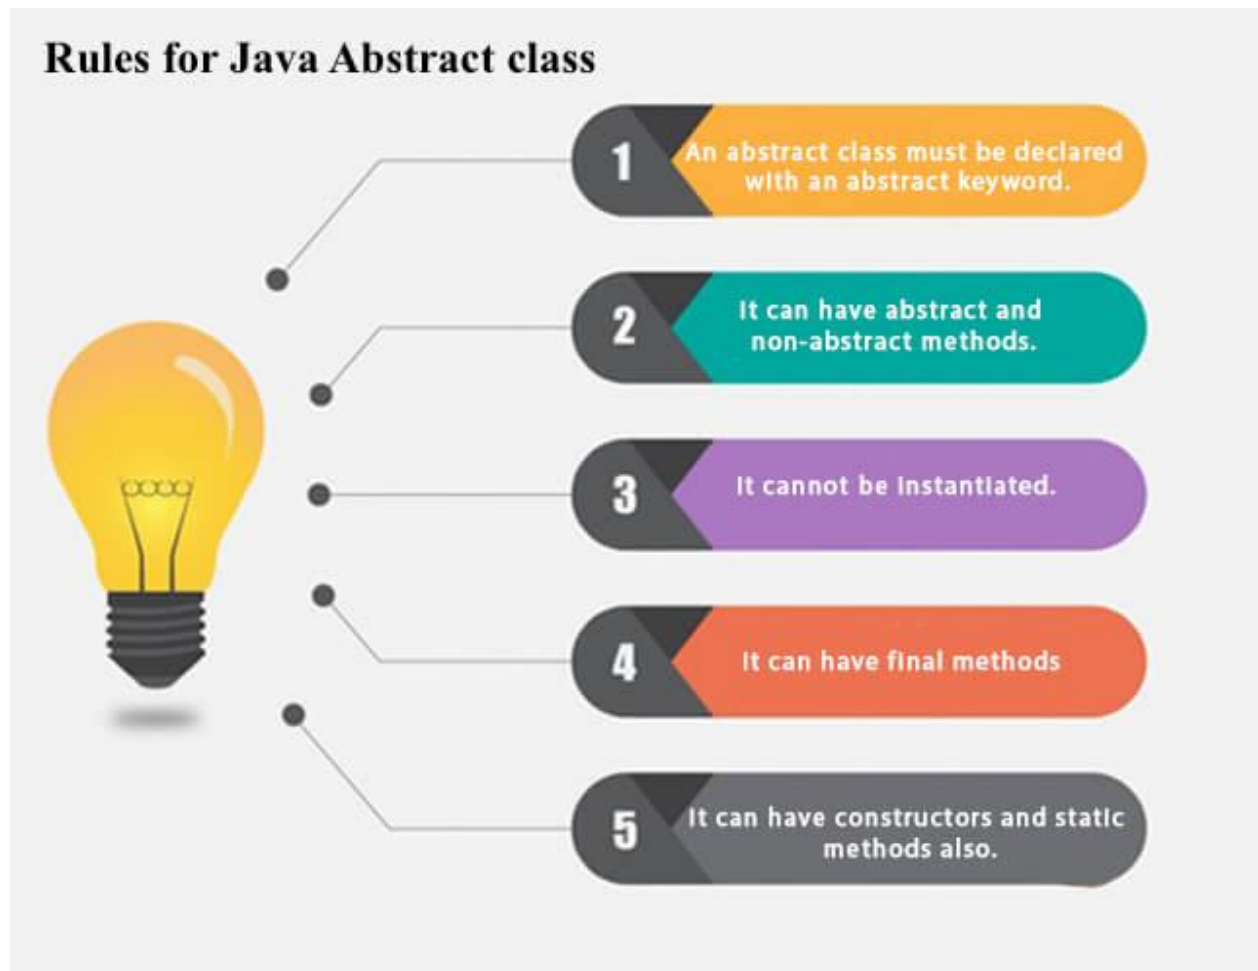 Rules for Java Abstract class
1
An abstract class must be declared
with an abstract keyword.
2
It can have abstract and
non-abstract methods.
3
It cannot be instantiated.
4
It can have final methods
5
It can have constructors and static
methods also.